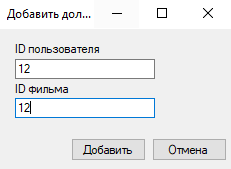 Добавить дол...
ID пользователя
12
ID фильма
12
Добавить
Отмена